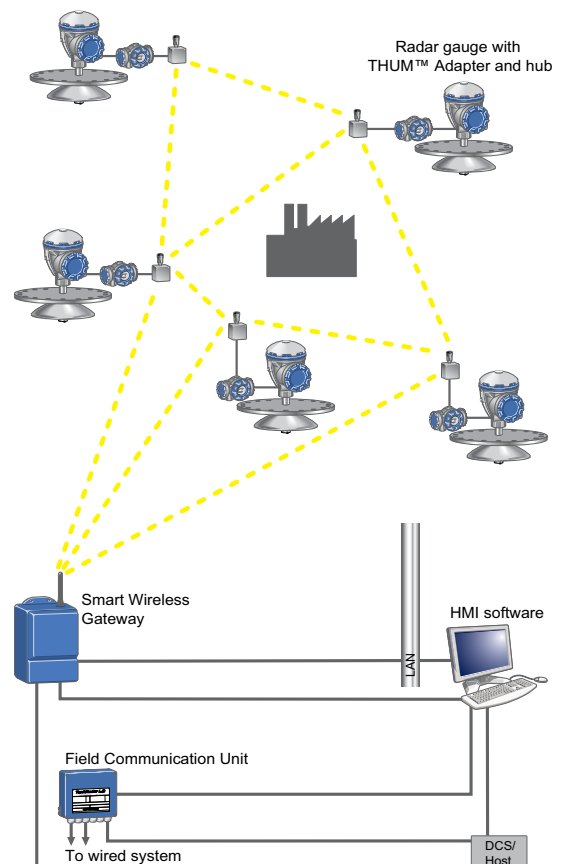 Radar gauge with
THUM™ Adapter and hub
Smart Wireless
Gateway
LAN
HMI software
Field Communication Unit
To wired system
DCS/
Host